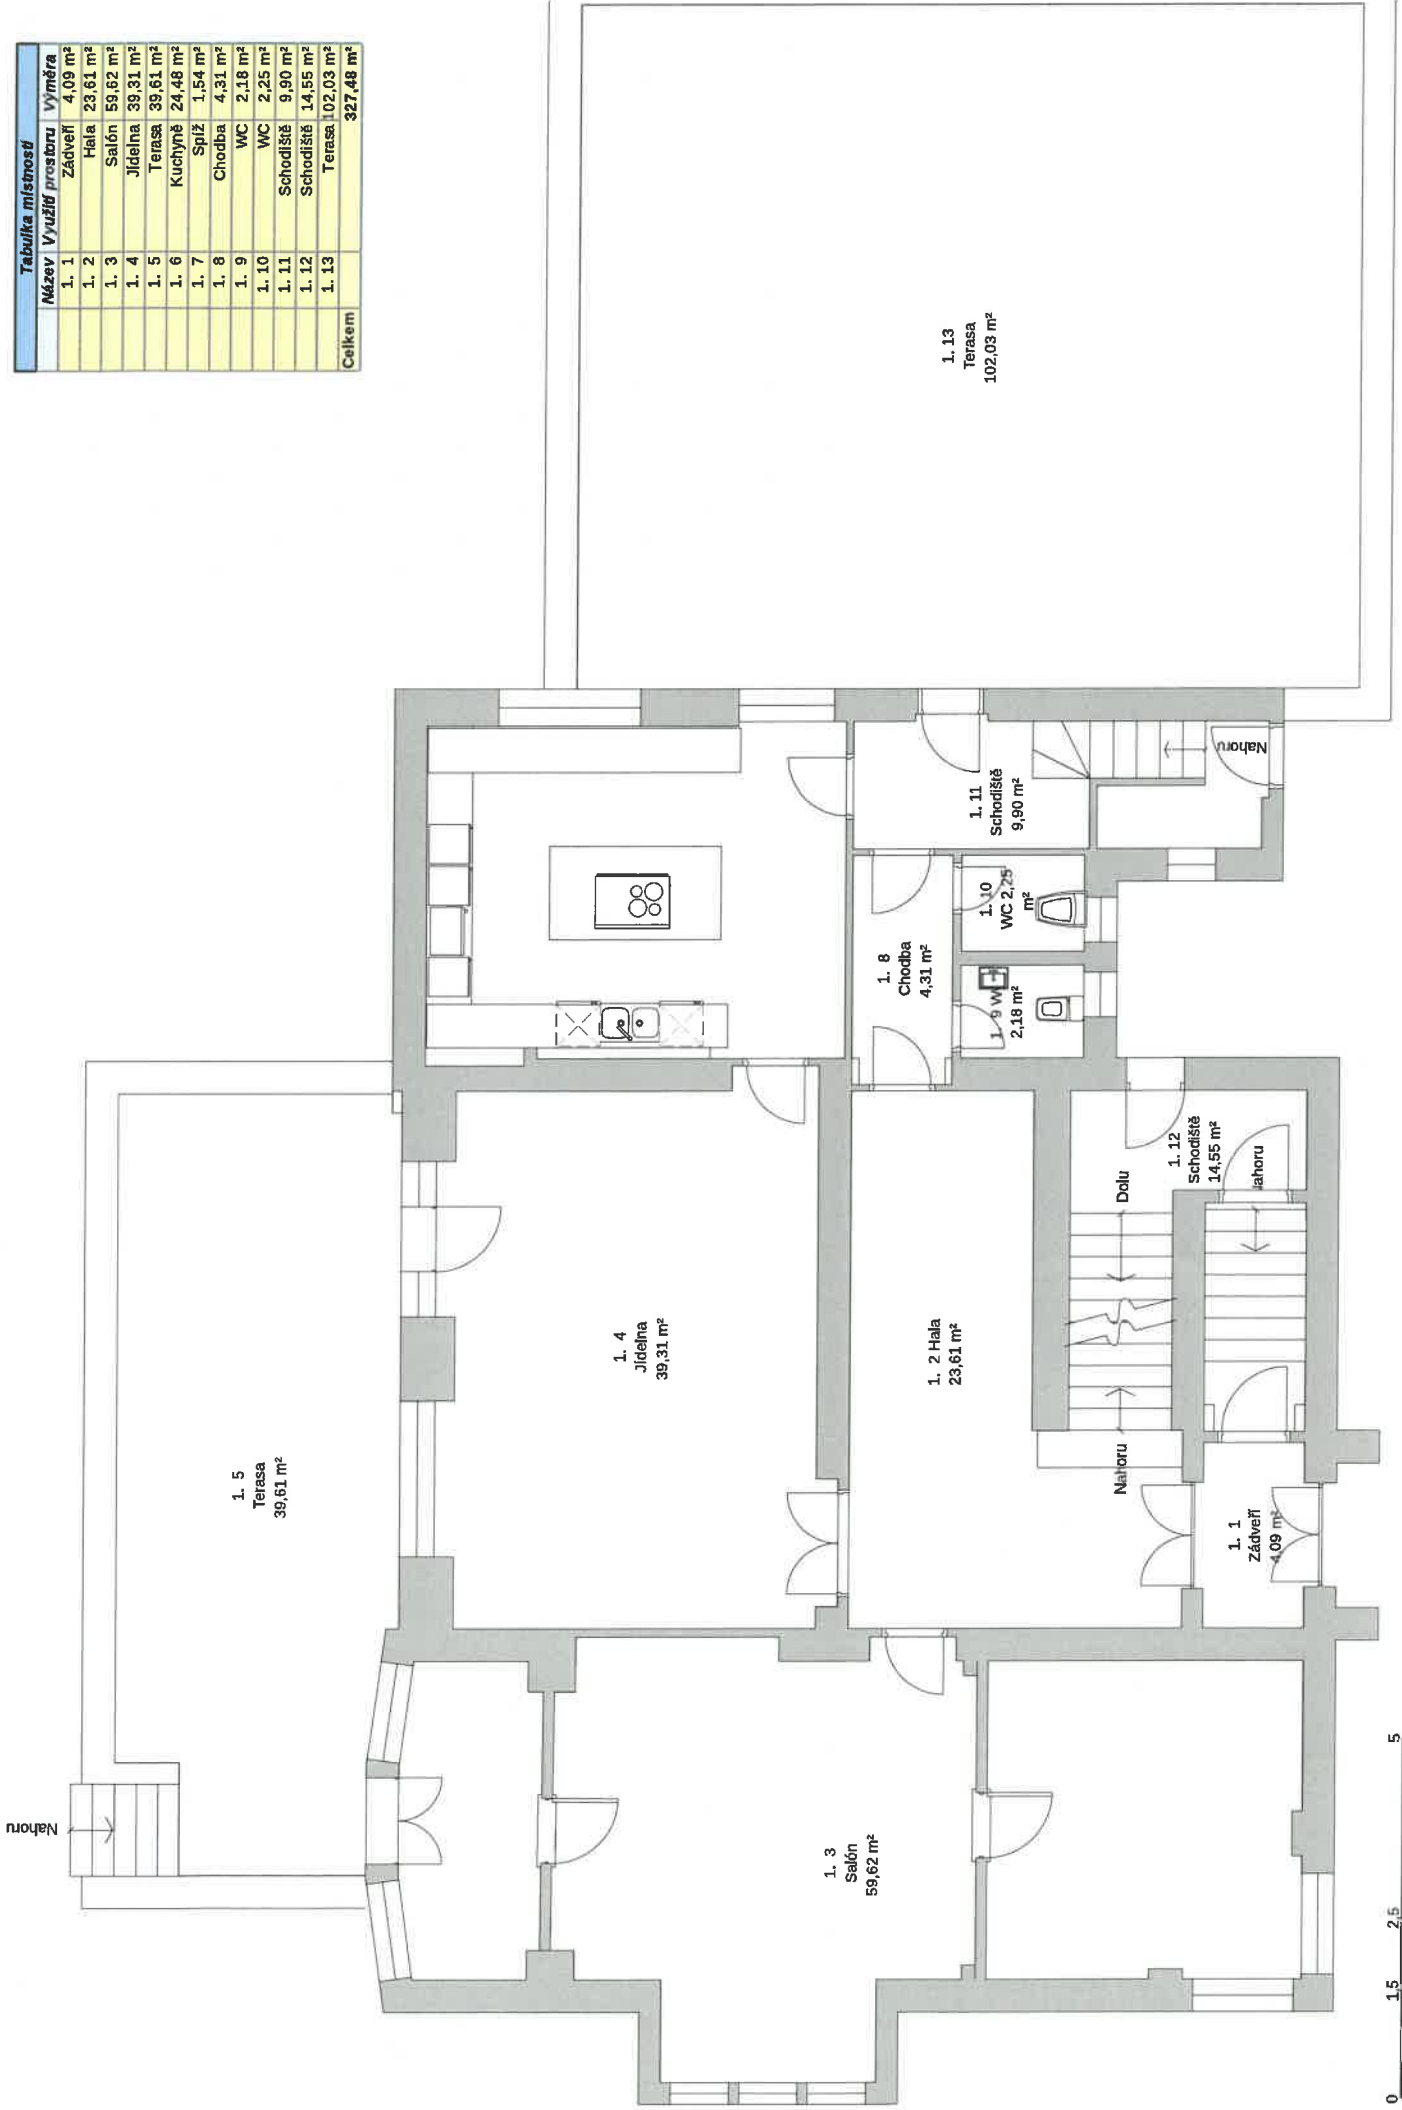 Tabulka místností
Název Využití prostoru Výměra
1. 1 Zádveří 4,09 m²
1. 2 Hala 23,61 m²
1. 3 Salón 59,62 m²
1. 4 Jídelna 39,31 m²
1. 5 Terasa 39,61 m²
1. 6 Kuchyně 24,48 m²
1. 7 Spíž 1,54 m²
1. 8 Chodba 4,31 m²
1. 9 WC 2,18 m²
1. 10 WC 2,25 m²
1. 11 Schodiště 9,90 m²
1. 12 Schodiště 14,55 m²
1. 13 Terasa 102,03 m²
Celkem 327,48 m²
Nahoru
1. 5
Terasa
39,61 m²
1. 4
Jídelna
39,31 m²
1. 3
Salón
59,62 m²
1. 2 Hala
23,61 m²
1. 8
Chodba
4,31 m²
1. 9 W
2,18 m²
1. 10
WC 2,25
m²
1. 11
Schodiště
9,90 m²
Nahoru
1. 13
Terasa
102,03 m²
Dolu
1. 12
Schodiště
14,55 m²
Nahoru
Nahoru
1. 1
Zádveří
4,09 m²
0 1,5 2,5 5